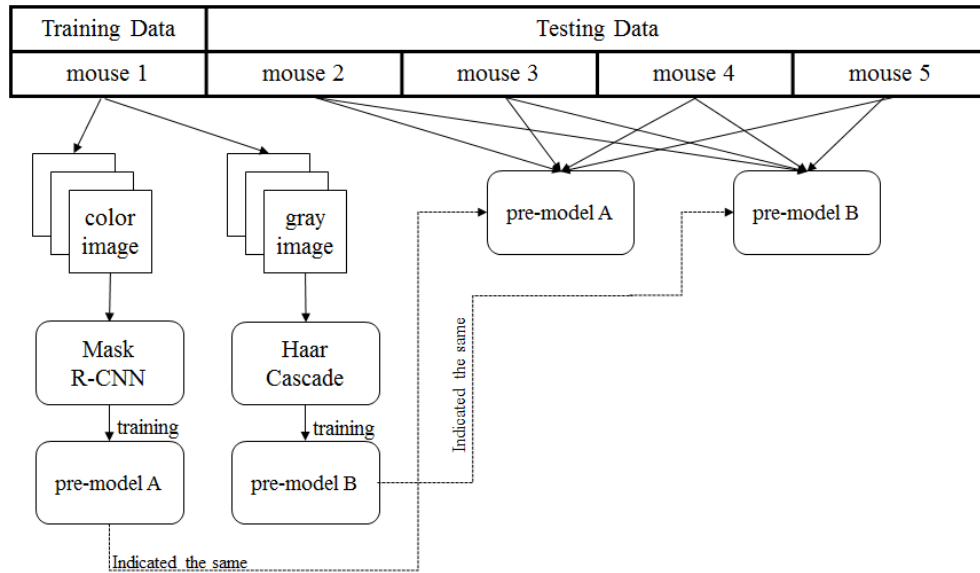 Training Data
Testing Data
mouse 1
mouse 2
mouse 3
mouse 4
mouse 5
color
image
gray
image
pre-model A
pre-model B
Mask
R-CNN
Haar
Cascade
Indicated the same
training
training
pre-model A
pre-model B
Indicated the same